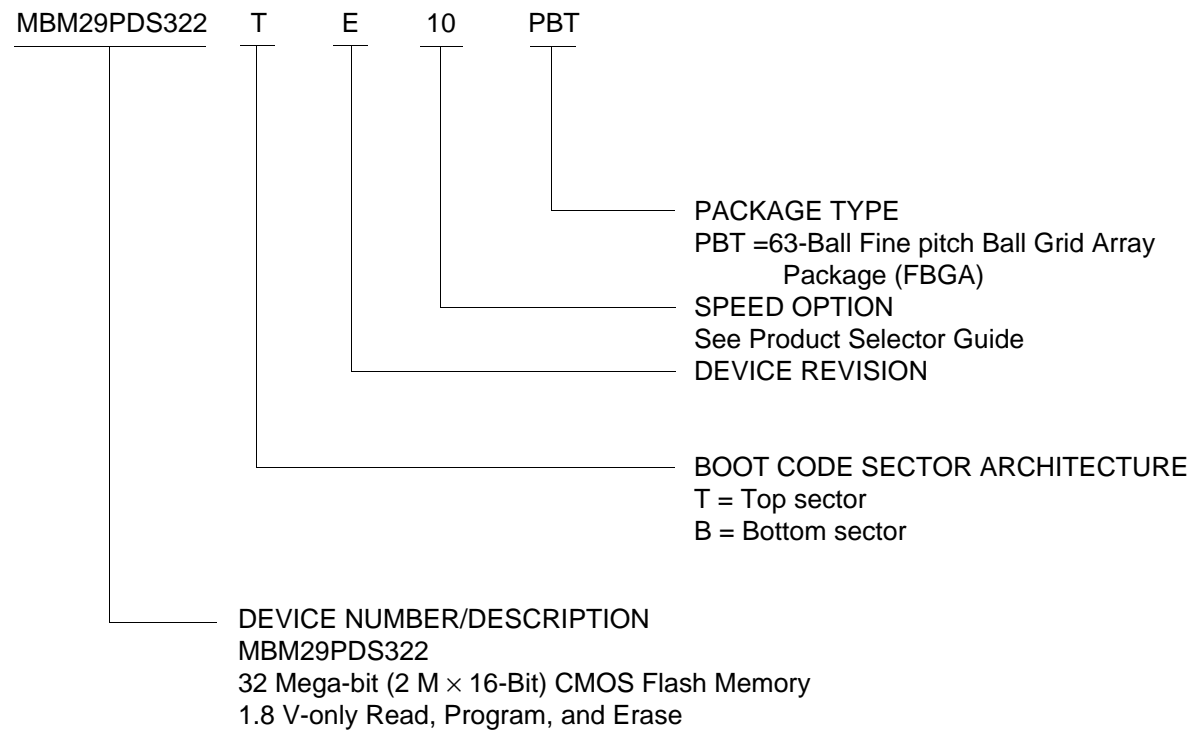 MBM29PDS322 T E 10 PBT
PACKAGE TYPE
PBT =63-Ball Fine pitch Ball Grid Array
Package (FBGA)
SPEED OPTION
See Product Selector Guide
DEVICE REVISION
BOOT CODE SECTOR ARCHITECTURE
T = Top sector
B = Bottom sector
DEVICE NUMBER/DESCRIPTION
MBM29PDS322
32 Mega-bit (2 M × 16-Bit) CMOS Flash Memory
1.8 V-only Read, Program, and Erase